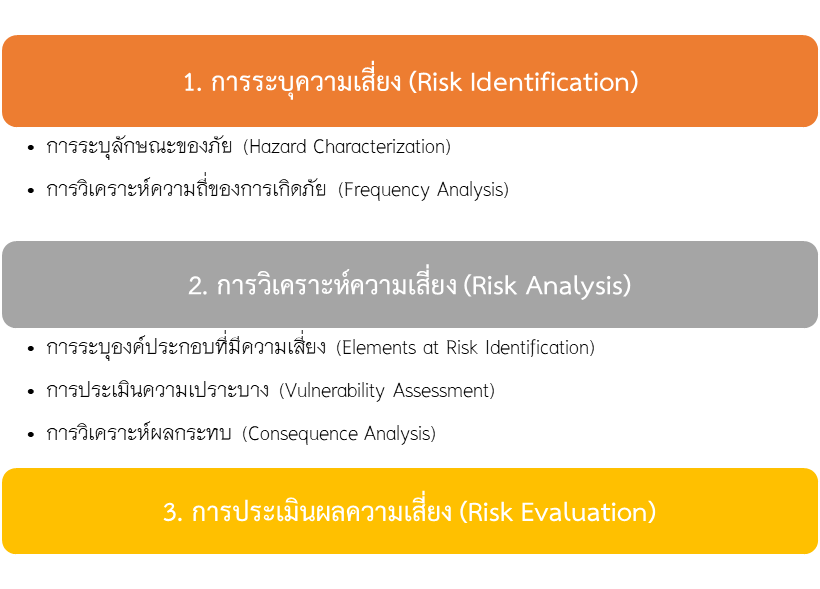 1. การระบุความเสี่ยง (Risk Identification)
• การระบุลักษณะของภัย (Hazard Characterization)
• การวิเคราะห์ความถี่ของการเกิดภัย (Frequency Analysis)
2. การวิเคราะห์ความเสี่ยง (Risk Analysis)
• การระบุองค์ประกอบที่มีความเสี่ยง (Elements at Risk Identification)
• การประเมินความเปราะบาง (Vulnerability Assessment)
• การวิเคราะห์ผลกระทบ (Consequence Analysis)
3. การประเมินผลความเสี่ยง (Risk Evaluation)